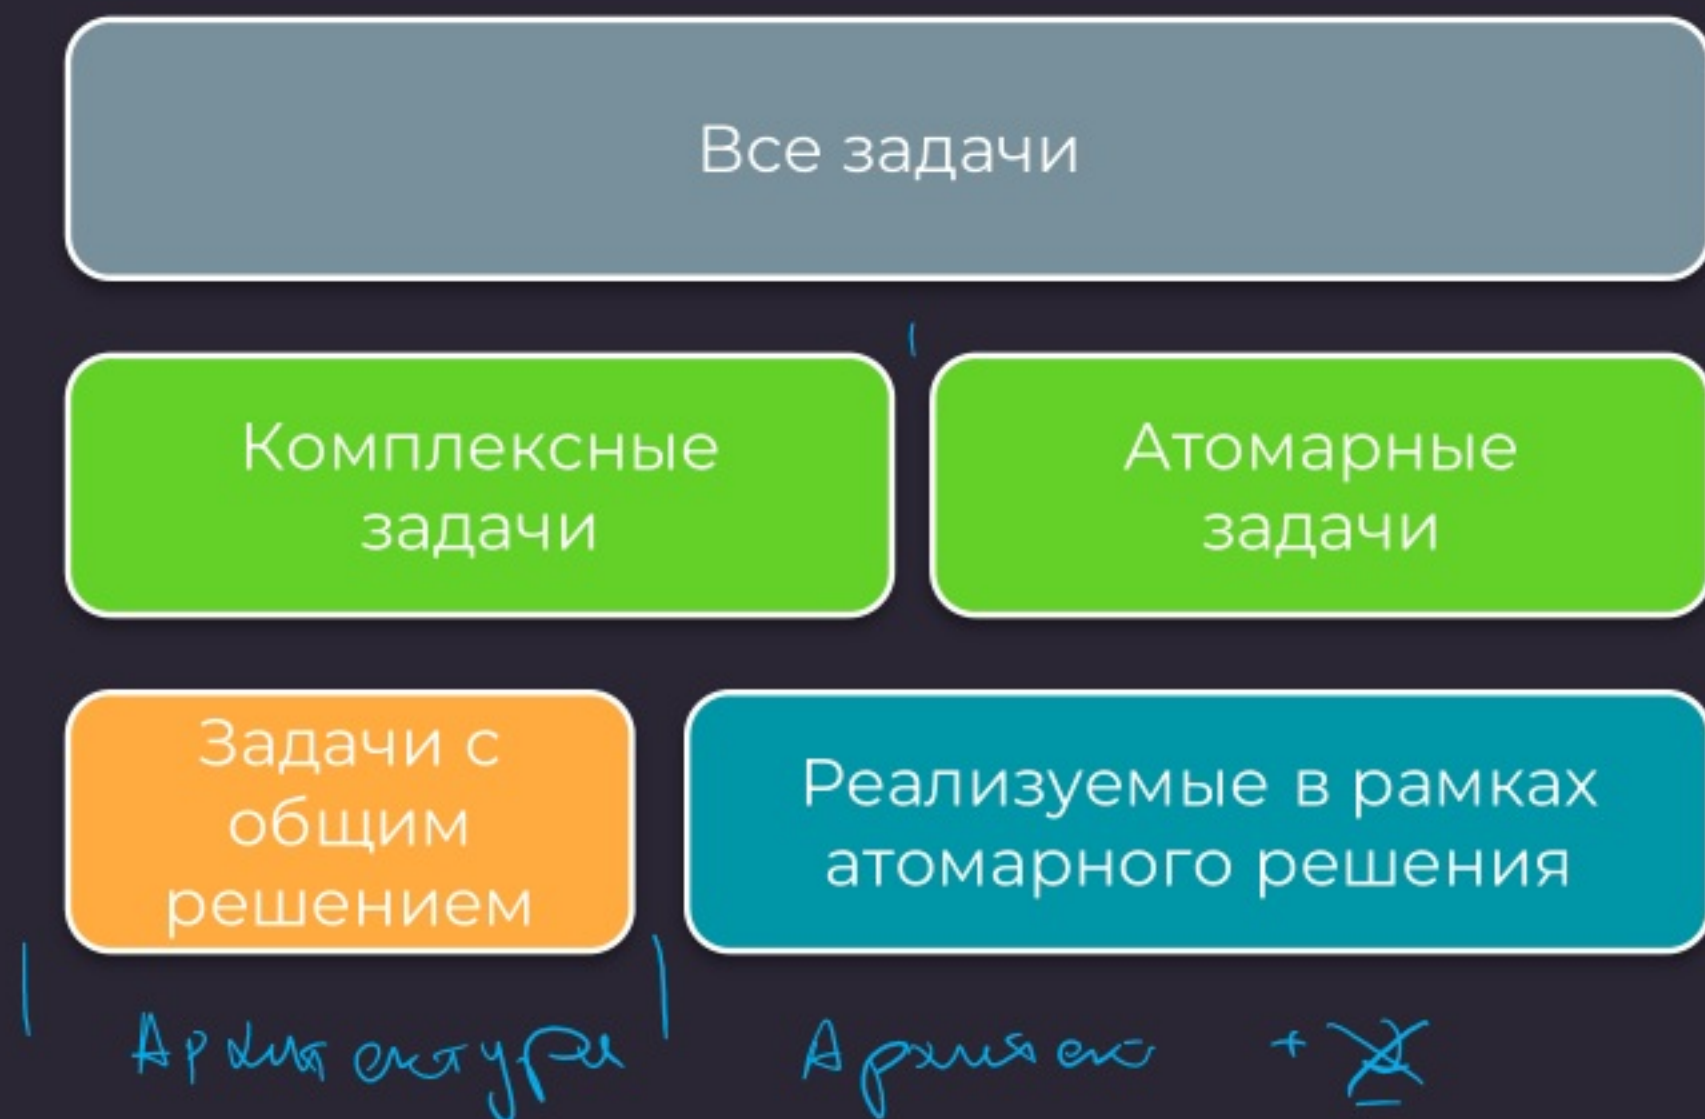 Все задачи
Комплексные
задачи
Атомарные
задачи
Задачи с
общим
решением
Реализуемые в рамках
атомарного решения
Архитектура +